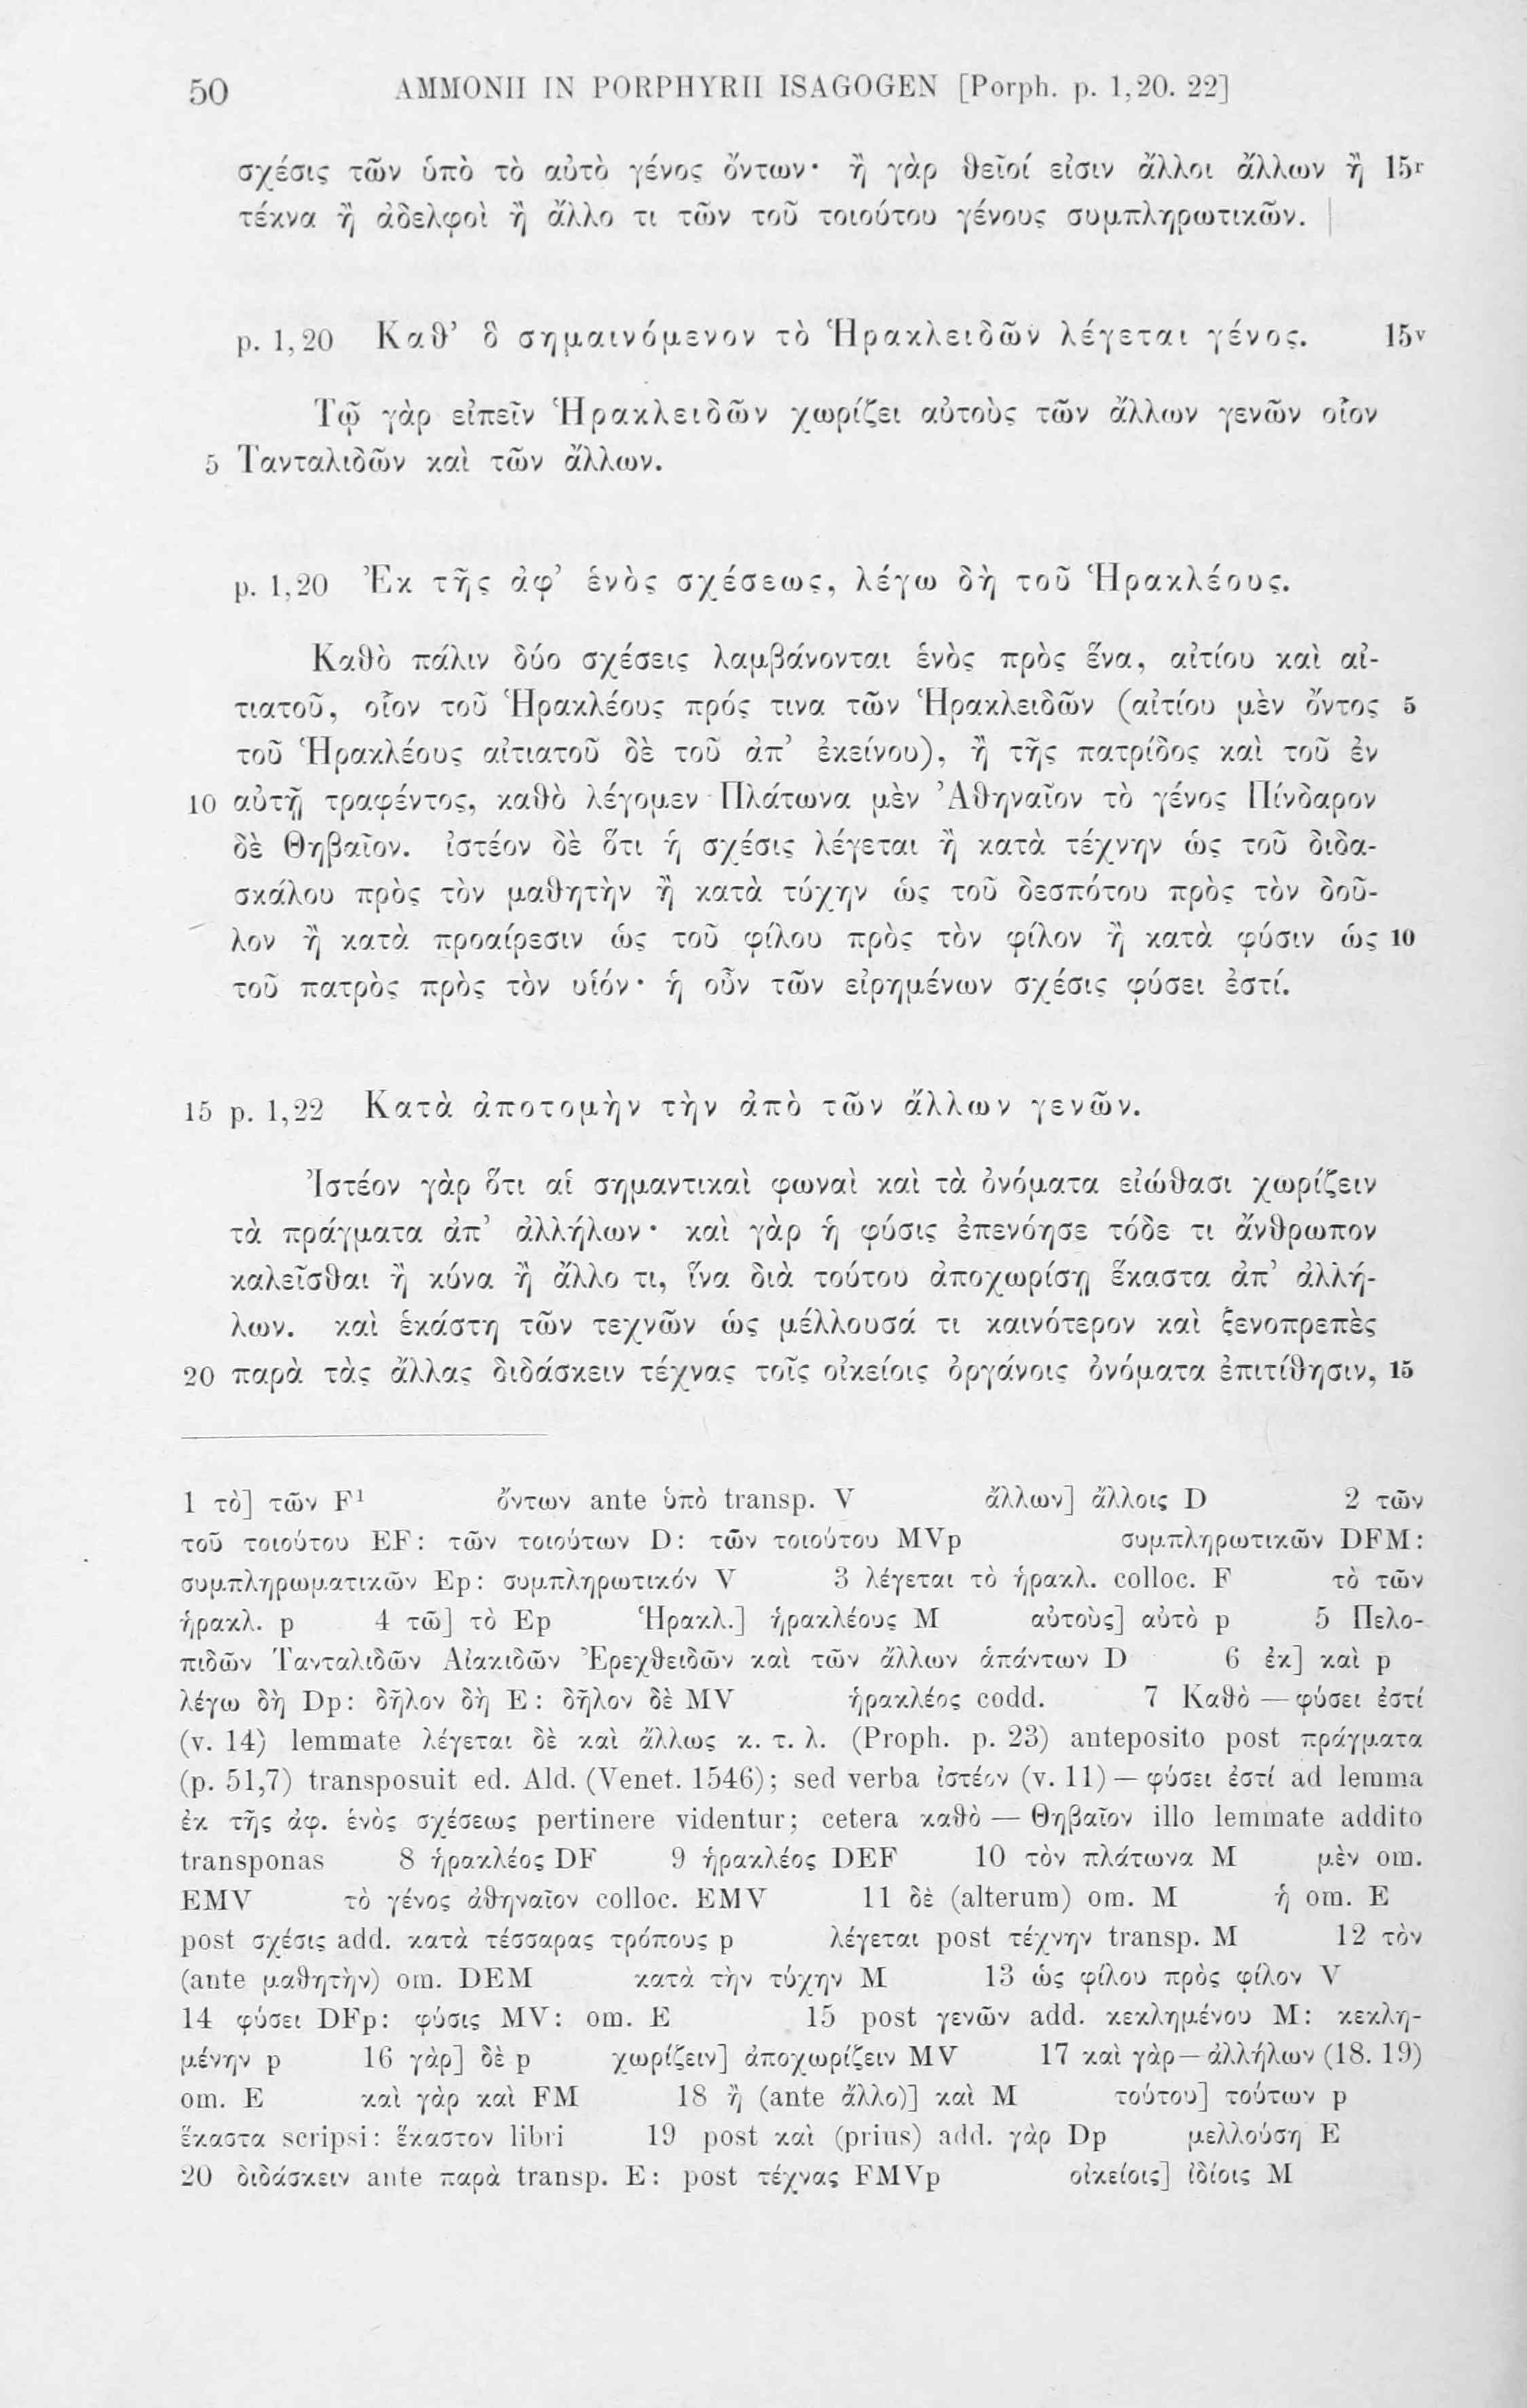 50 AMMONII IN PORPHYRII ISAGOGEN [Porph. p. 1,20. 22]
σχέσις τῶν ὑπὸ τὸ αὐτὸ γένος ὄντων· ἢ γὰρ θεῖοί εἰσιν ἄλλοι ἄλλων ἢ 15r
τέκνα ἢ ἀδελφοὶ ἢ ἄλλο τι τῶν τοῦ τοιούτου γένους συμπληρωτικῶν. |
p. 1,20 Καθ’ ὃ σημαινόμενον τὸ Ἡρακλειδῶν λέγεται γένος. 15v
Τῷ γὰρ εἰπεῖν Ἡρακλειδῶν χωρίζει αὐτοὺς τῶν ἄλλων γενῶν οἷον
5 Τανταλιδῶν καὶ τῶν ἄλλων.
p. 1,20 Ἐκ τῆς ἀφ’ ἑνὸς σχέσεως, λέγω δὴ τοῦ Ἡρακλέους.
Καθὸ πάλιν δύο σχέσεις λαμβάνονται ἑνὸς πρὸς ἕνα, αἰτίου καὶ αἰ-
τιατοῦ, οἷον τοῦ Ἡρακλέους πρός τινα τῶν Ἡρακλειδῶν (αἰτίου μὲν ὄντος 5
τοῦ Ἡρακλέους αἰτιατοῦ δὲ τοῦ ἀπ’ ἐκείνου), ἢ τῆς πατρίδος καὶ τοῦ ἐν
10 αὐτῇ τραφέντος, καθὸ λέγομεν Πλάτωνα μὲν Ἀθηναῖον τὸ γένος Πίνδαρον
δὲ Θηβαῖον. ἰστέον δὲ ὅτι ἡ σχέσις λέγεται ἢ κατὰ τέχνην ὡς τοῦ διδα-
σκάλου πρὸς τὸν μαθητὴν ἢ κατὰ τύχην ὡς τοῦ δεσπότου πρὸς τὸν δοῦ-
λον ἢ κατὰ προαίρεσιν ὡς τοῦ φίλου πρὸς τὸν φίλον ἢ κατὰ φύσιν ὡς 10
τοῦ πατρὸς πρὸς τὸν υἱόν· ἡ οὖν τῶν εἰρημένων σχέσις φύσει ἐστί.
15 p. 1,22 Κατὰ ἀποτομὴν τὴν ἀπὸ τῶν ἄλλων γενῶν.
Ἰστέον γὰρ ὅτι αἱ σημαντικαὶ φωναὶ καὶ τὰ ὀνόματα εἰώθασι χωρίζειν
τὰ πράγματα ἀπ’ ἀλλήλων· καὶ γὰρ ἡ φύσις ἐπενόησε τόδε τι ἄνθρωπον
καλεῖσθαι ἢ κύνα ἢ ἄλλο τι, ἵνα διὰ τούτου ἀποχωρίσῃ ἕκαστα ἀπ’ ἀλλή-
λων. καὶ ἑκάστη τῶν τεχνῶν ὡς μέλλουσά τι καινότερον καὶ ξενοπρεπὲς
20 παρὰ τὰς ἄλλας διδάσκειν τέχνας τοῖς οἰκείοις ὀργάνοις ὀνόματα ἐπιτίθησιν, 15
1 τὸ] τῶν F¹ ὄντων ante ὑπὸ transp. V ἄλλων] ἄλλοις D 2 τῶν
τοῦ τοιούτου EF: τῶν τοιούτων D: τῶν τοιούτου MVp συμπληρωτικῶν DFM:
συμπληρωματικῶν Ep: συμπληρωτικόν V 3 λέγεται τὸ ἡρακλ. colloc. F τὸ τῶν
ἡρακλ. p 4 τῶ] τὸ Ep Ἡρακλ.] ἡρακλέους M αὐτοὺς] αὐτὸ p 5 Πελο-
πιδῶν Τανταλιδῶν Αἰακιδῶν Ἐρεχθειδῶν καὶ τῶν ἄλλων ἁπάντων D 6 ἐκ] καὶ p
λέγω δὴ Dp: δῆλον δὴ E: δῆλον δὲ MV ἡρακλέος codd. 7 Καθὸ — φύσει ἐστί
(v. 14) lemmate λέγεται δὲ καὶ ἄλλως κ. τ. λ. (Proph. p. 23) anteposito post πράγματα
(p. 51,7) transposuit ed. Ald. (Venet. 1546); sed verba ἰστέον (v. 11) — φύσει ἐστί ad lemma
ἐκ τῆς ἀφ. ἑνὸς σχέσεως pertinere videntur; cetera καθὸ — Θηβαῖον illo lemmate addito
transponas 8 ἡρακλέος DF 9 ἡρακλέος DEF 10 τὸν πλάτωνα M μὲν om.
EMV τὸ γένος ἀθηναῖον colloc. EMV 11 δὲ (alterum) om. M ἡ om. E
post σχέσις add. κατὰ τέσσαρας τρόπους p λέγεται post τέχνην transp. M 12 τὸν
(ante μαθητὴν) om. DEM κατὰ τὴν τύχην M 13 ὡς φίλου πρὸς φίλον V
14 φύσει DFp: φύσις MV: om. E 15 post γενῶν add. κεκλημένου M: κεκλη-
μένην p 16 γὰρ] δὲ p χωρίζειν] ἀποχωρίζειν MV 17 καὶ γὰρ — ἀλλήλων (18. 19)
om. E καὶ γὰρ καὶ FM 18 ἢ (ante ἄλλο)] καὶ M τούτου] τούτων p
ἕκαστα scripsi: ἕκαστον libri 19 post καὶ (prius) add. γὰρ Dp μελλούση E
20 διδάσκειν ante παρὰ transp. E: post τέχνας FMVp οἰκείοις] ἰδίοις M